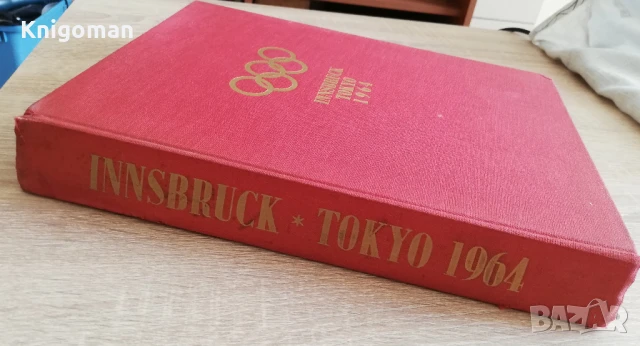 Knigoman
INNSBRUCK
TOKYO
1964
INNSBRUCK * TOKYO 1964
BAZAR